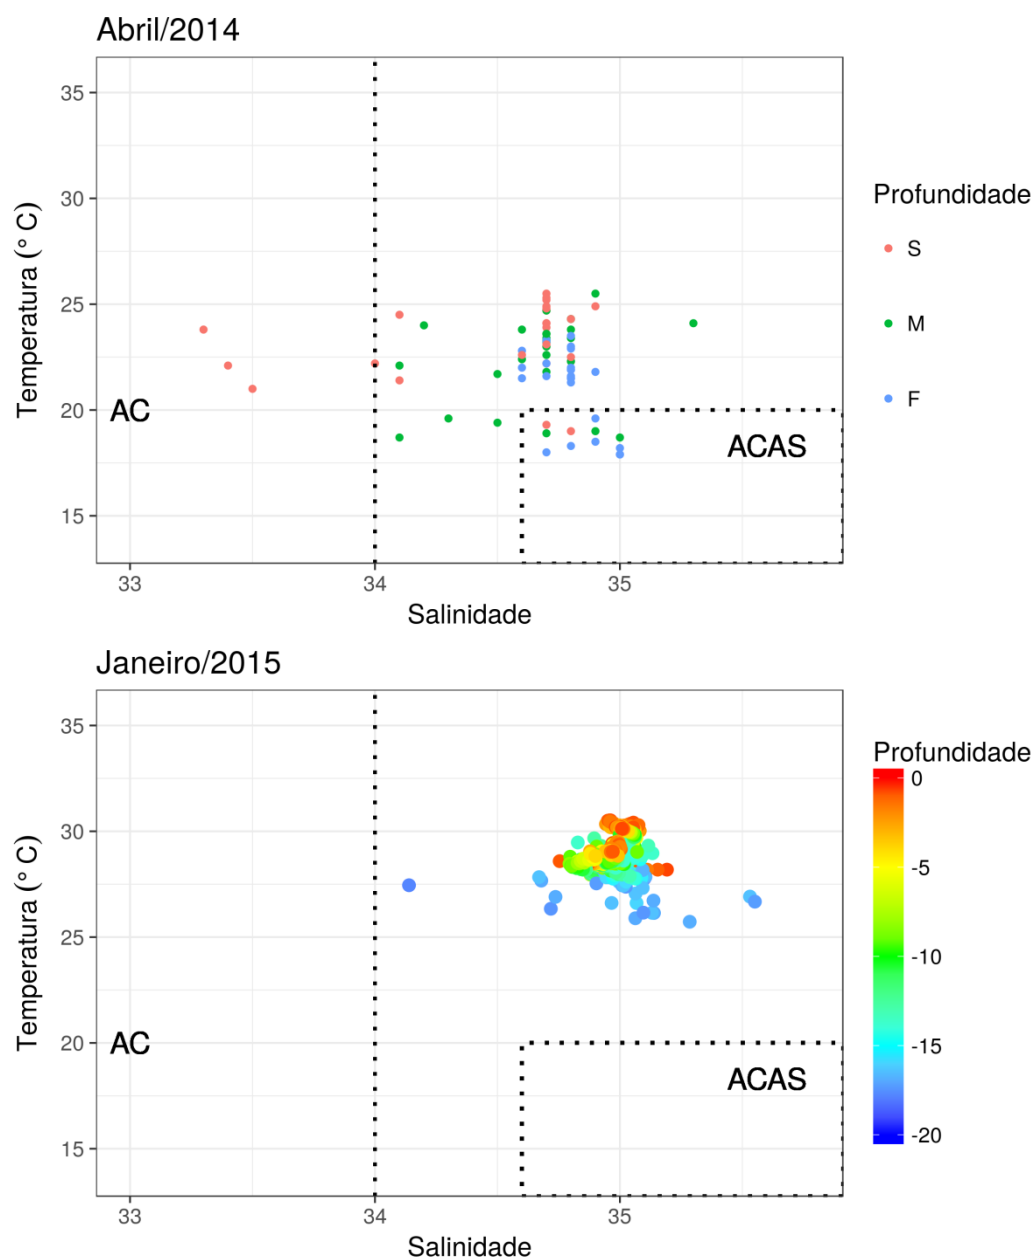 Abril/2014
35
30
25
20
15
Temperatura (° C)
AC
ACAS
33
34
35
Salinidade
Profundidade
S
M
F
Janeiro/2015
35
30
25
20
15
Temperatura (° C)
AC
ACAS
33
34
35
Salinidade
Profundidade
0
-5
-10
-15
-20